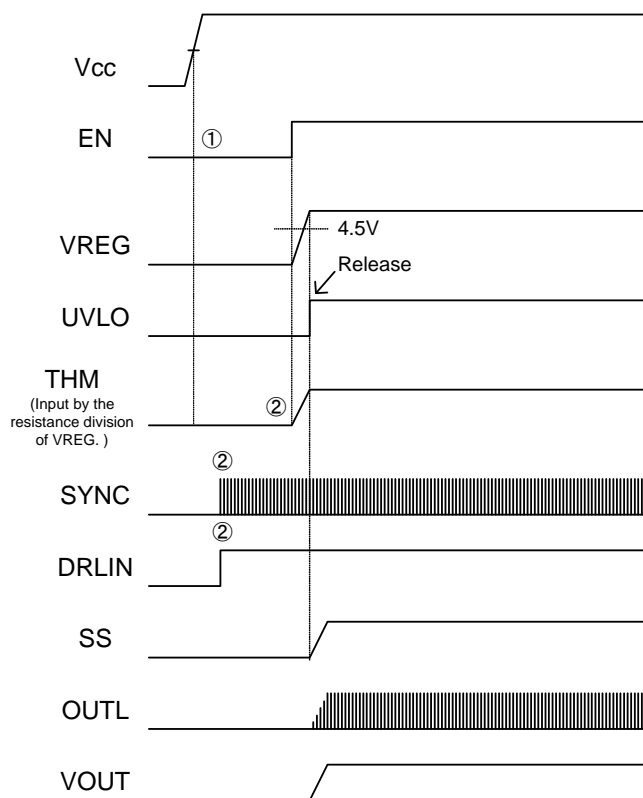 Vcc
EN
①
VREG
4.5V
Release
UVLO
THM
(Input by the
resistance division
of VREG. )
②
SYNC
②
DRLIN
②
SS
OUTL
VOUT